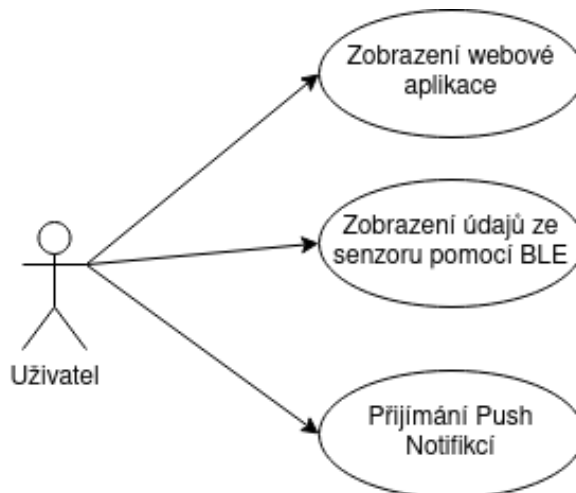 Zobrazení webové
aplikace
Zobrazení údajů ze
senzoru pomocí BLE
Uživatel
Přijímání Push
Notifikcí